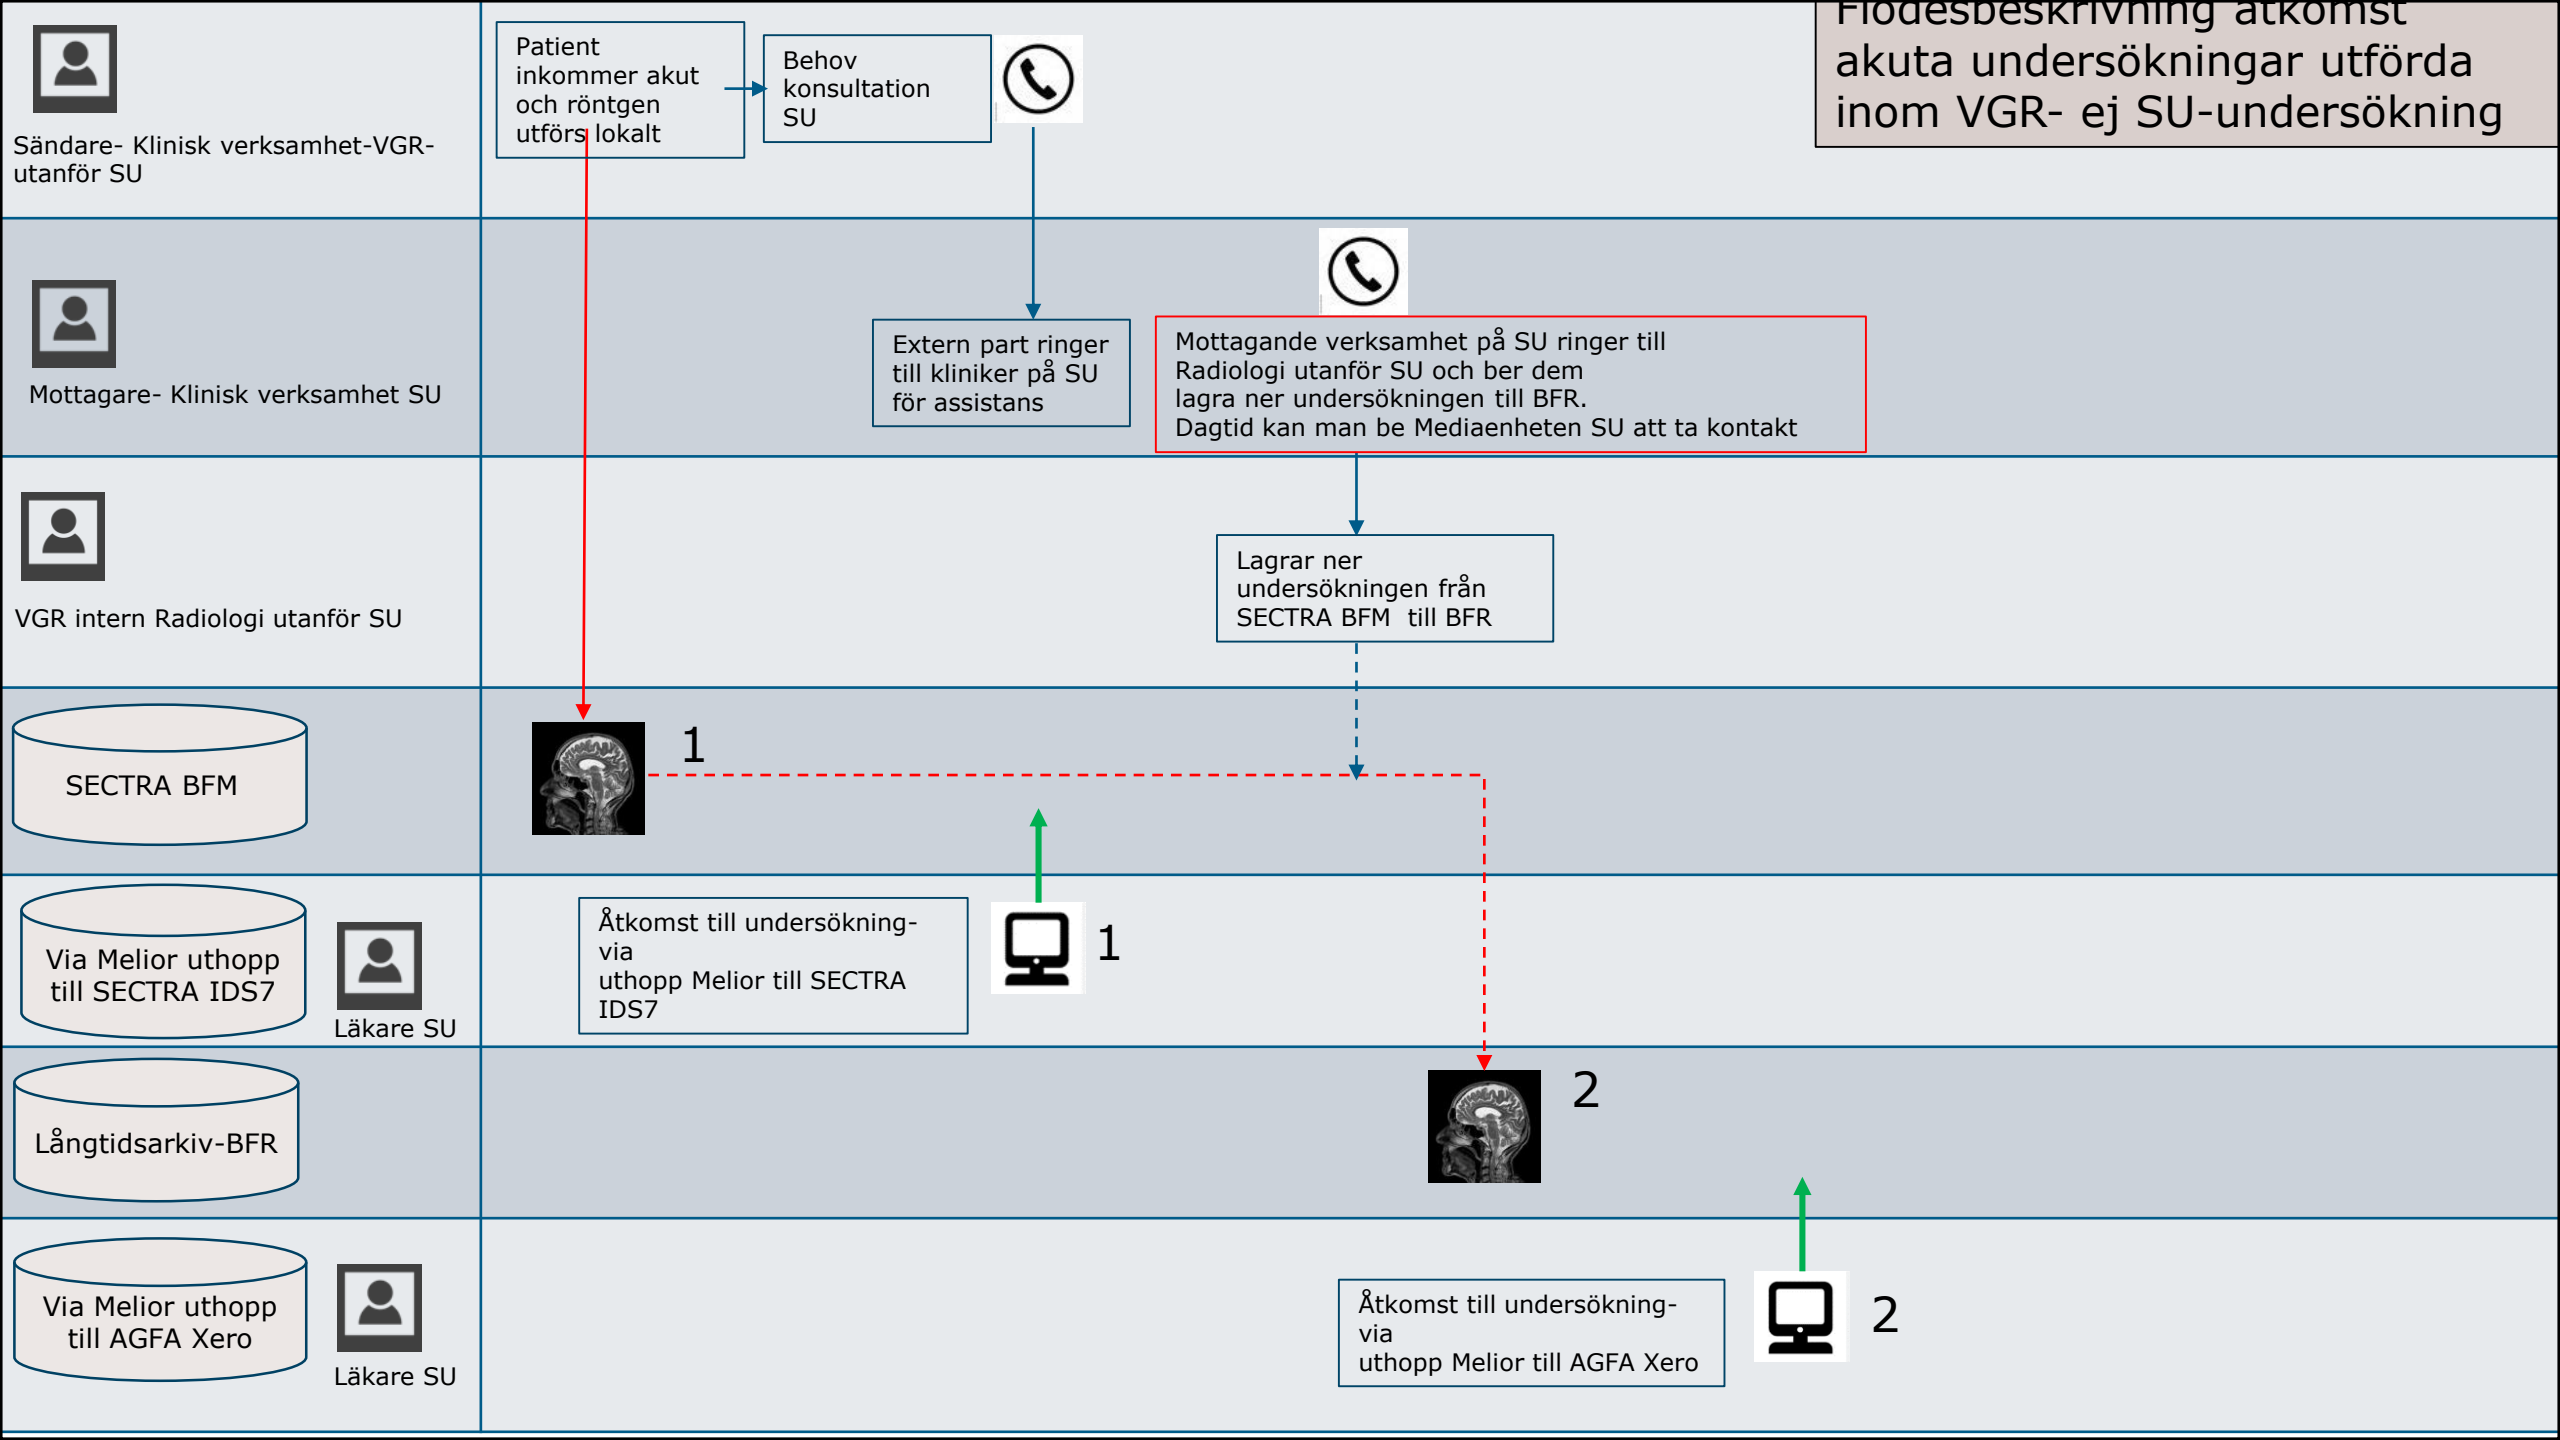 Flödesbeskrivning åtkomst
akuta undersökningar utförda
inom VGR- ej SU-undersökning
Sändare- Klinisk verksamhet-VGR-
utanför SU
Patient
inkommer akut
och röntgen
utförs lokalt
Behov
konsultation
SU
Mottagare- Klinisk verksamhet SU
Extern part ringer
till kliniker på SU
för assistans
Mottagande verksamhet på SU ringer till
Radiologi utanför SU och ber dem
lagra ner undersökningen till BFR.
Dagtid kan man be Mediaenheten SU att ta kontakt
VGR intern Radiologi utanför SU
Lagrar ner
undersökningen från
SECTRA BFM  till BFR
SECTRA BFM
1
Via Melior uthopp
till SECTRA IDS7
Läkare SU
Åtkomst till undersökning-
via
uthopp Melior till SECTRA
IDS7
1
Långtidsarkiv-BFR
2
Via Melior uthopp
till AGFA Xero
Läkare SU
Åtkomst till undersökning-
via
uthopp Melior till AGFA Xero
2